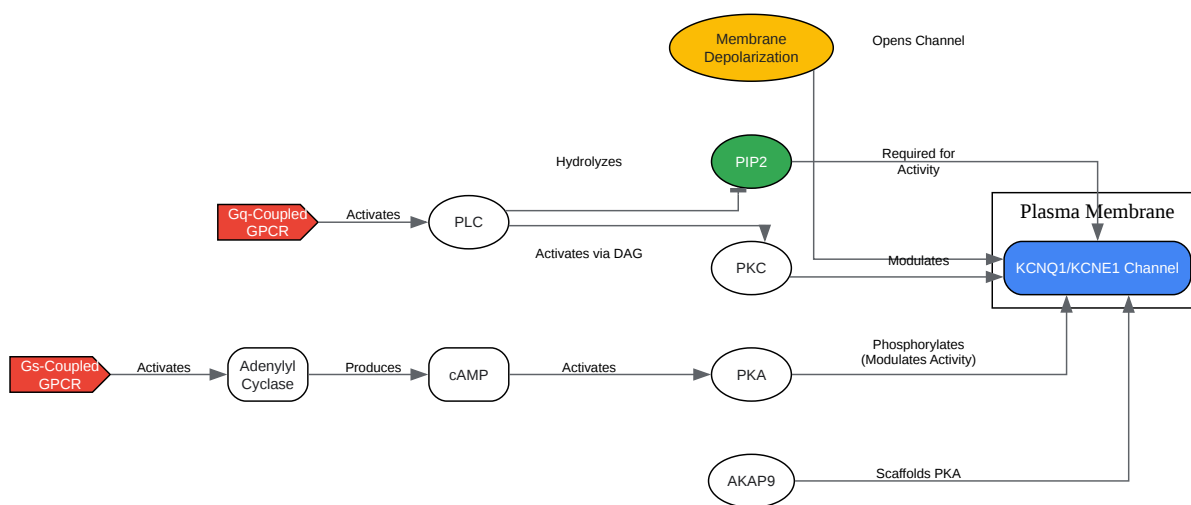 Membrane
Depolarization
Opens Channel
Hydrolyzes
PIP2
Required for
Activity
Gq-Coupled
GPCR
Activates
PLC
Plasma Membrane
Activates via DAG
PKC
Modulates
KCNQ1/KCNE1 Channel
Gs-Coupled
GPCR
Activates
Adenylyl
Cyclase
Produces
cAMP
Activates
PKA
Phosphorylates
(Modulates Activity)
AKAP9
Scaffolds PKA